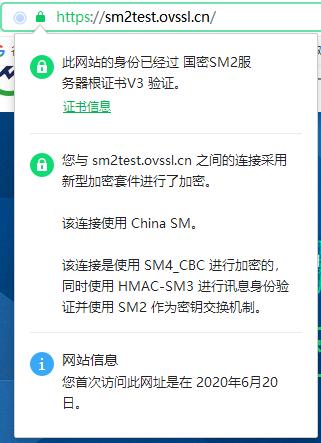 https://sm2test.ovssl.cn/
此网站的身份已经过 国密SM2服
务器根证书V3 验证。
证书信息
您与 sm2test.ovssl.cn 之间的连接采用
新型加密套件进行了加密。
该连接使用 China SM。
该连接是使用 SM4_CBC 进行加密的，
同时使用 HMAC-SM3 进行讯息身份验
证并使用 SM2 作为密钥交换机制。
网站信息
您首次访问此网址是在 2020年6月20
日。